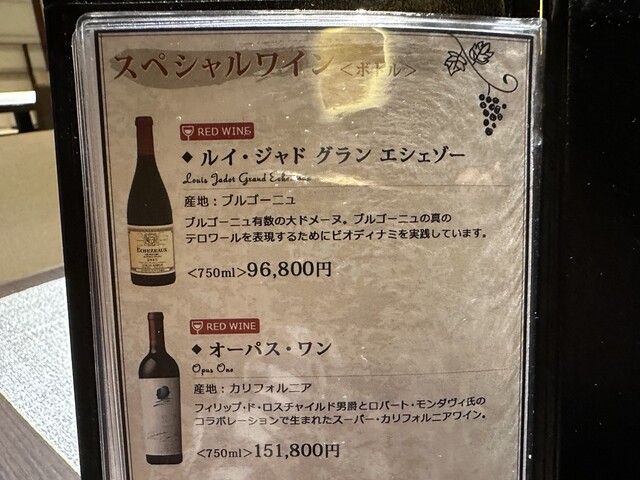 スペシャルワイン<ボトル>
RED WINE
◆ ルイ・ジャド グラン エシェゾー
Louis Jadot Grand Echezeaux
産地：ブルゴーニュ
ブルゴーニュ有数の大ドメーヌ。ブルゴーニュの真の
テロワールを表現するためにビオディナミを実践しています。
<750ml>96,800円
ECHEZEAUX
RED WINE
◆ オーパス・ワン
Opus One
産地：カリフォルニア
フィリップ・ド・ロスチャイルド男爵とロバート・モンダヴィ氏の
コラボレーションで生まれたスーパー・カリフォルニアワイン。
<750ml>151,800円